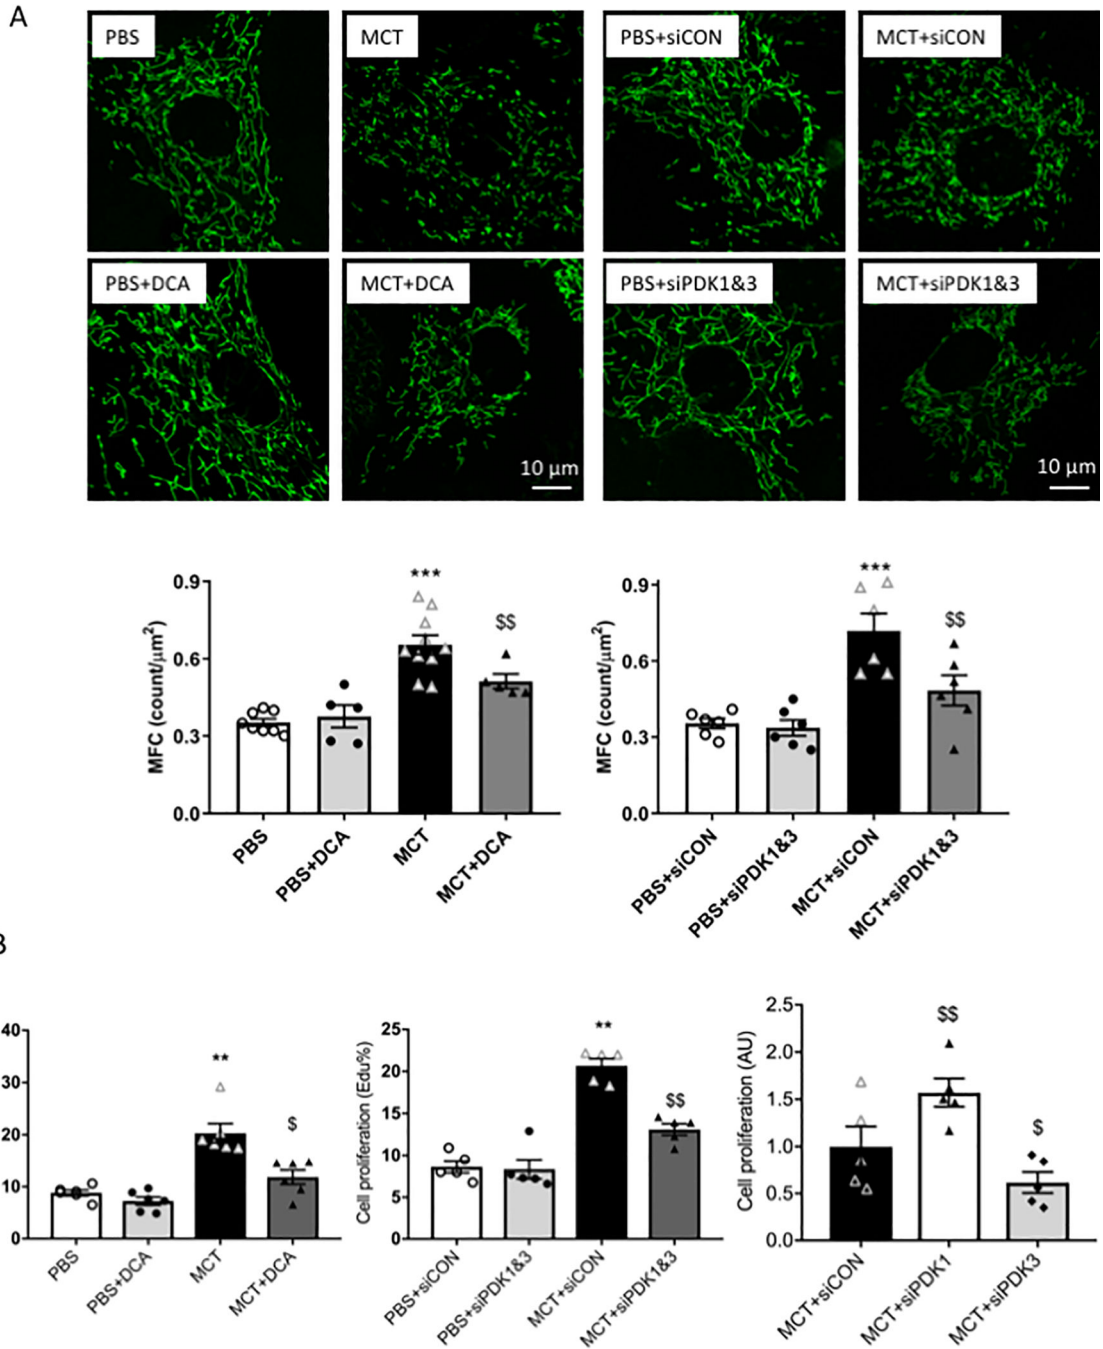 A
PBS
MCT
PBS+siCON
MCT+siCON
PBS+DCA
MCT+DCA
PBS+siPDK1&3
MCT+siPDK1&3
10 µm
10 µm
MFC (count/µm²)
0.9
0.6
0.3
0.0
***
$$
PBS
PBS+DCA
MCT
MCT+DCA
MFC (count/µm²)
0.9
0.6
0.3
0.0
***
$$
PBS+siCON
PBS+siPDK1&3
MCT+siCON
MCT+siPDK1&3
B
40
30
20
10
0
**
$
PBS
PBS+DCA
MCT
MCT+DCA
Cell proliferation (Edu%)
25
20
15
10
5
0
**
$$
PBS+siCON
PBS+siPDK1&3
MCT+siCON
MCT+siPDK1&3
Cell proliferation (AU)
2.5
2.0
1.5
1.0
0.5
0.0
$$
$
MCT+siCON
MCT+siPDK1
MCT+siPDK3